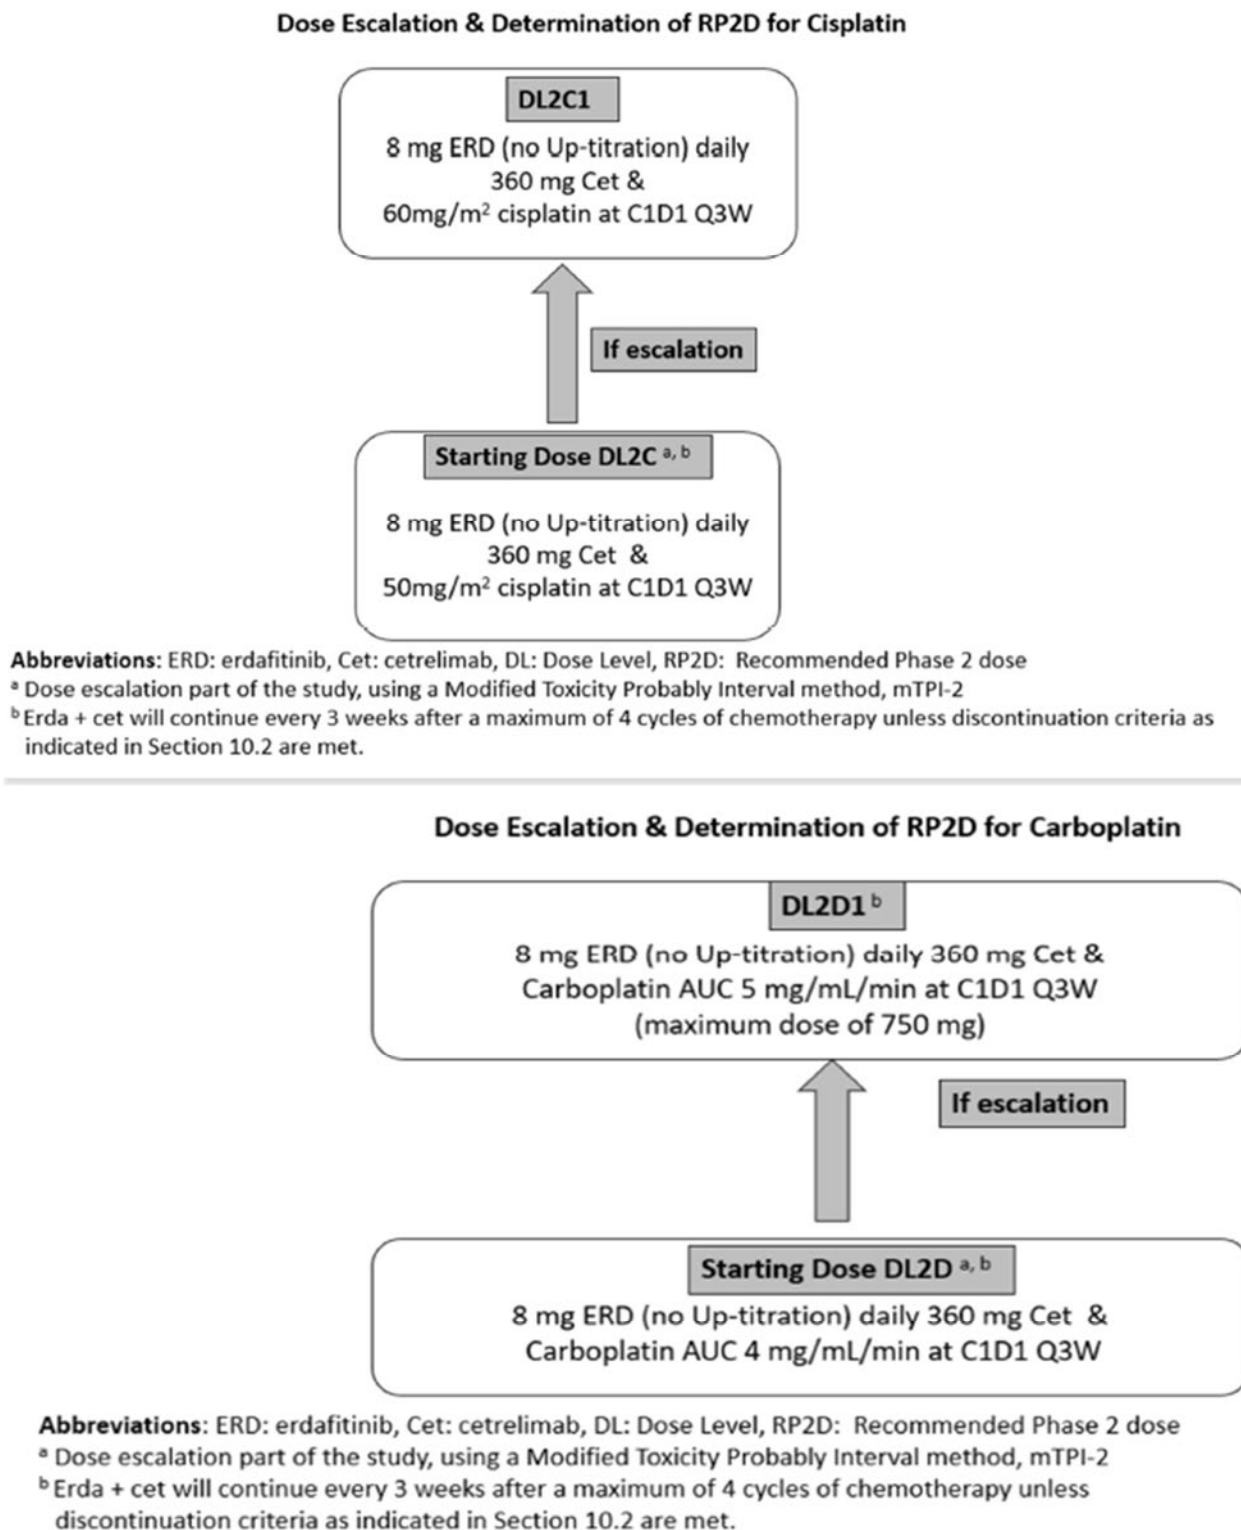 Dose Escalation & Determination of RP2D for Cisplatin
DL2C1
8 mg ERD (no Up-titration) daily
360 mg Cet &
60mg/m² cisplatin at C1D1 Q3W
If escalation
Starting Dose DL2C ᵃ, ᵇ
8 mg ERD (no Up-titration) daily
360 mg Cet &
50mg/m² cisplatin at C1D1 Q3W
Abbreviations: ERD: erdafitinib, Cet: cetrelimab, DL: Dose Level, RP2D: Recommended Phase 2 dose
ᵃ Dose escalation part of the study, using a Modified Toxicity Probably Interval method, mTPI-2
ᵇ Erda + cet will continue every 3 weeks after a maximum of 4 cycles of chemotherapy unless discontinuation criteria as
indicated in Section 10.2 are met.
Dose Escalation & Determination of RP2D for Carboplatin
DL2D1 ᵇ
8 mg ERD (no Up-titration) daily 360 mg Cet &
Carboplatin AUC 5 mg/mL/min at C1D1 Q3W
(maximum dose of 750 mg)
If escalation
Starting Dose DL2D ᵃ, ᵇ
8 mg ERD (no Up-titration) daily 360 mg Cet &
Carboplatin AUC 4 mg/mL/min at C1D1 Q3W
Abbreviations: ERD: erdafitinib, Cet: cetrelimab, DL: Dose Level, RP2D: Recommended Phase 2 dose
ᵃ Dose escalation part of the study, using a Modified Toxicity Probably Interval method, mTPI-2
ᵇ Erda + cet will continue every 3 weeks after a maximum of 4 cycles of chemotherapy unless
discontinuation criteria as indicated in Section 10.2 are met.